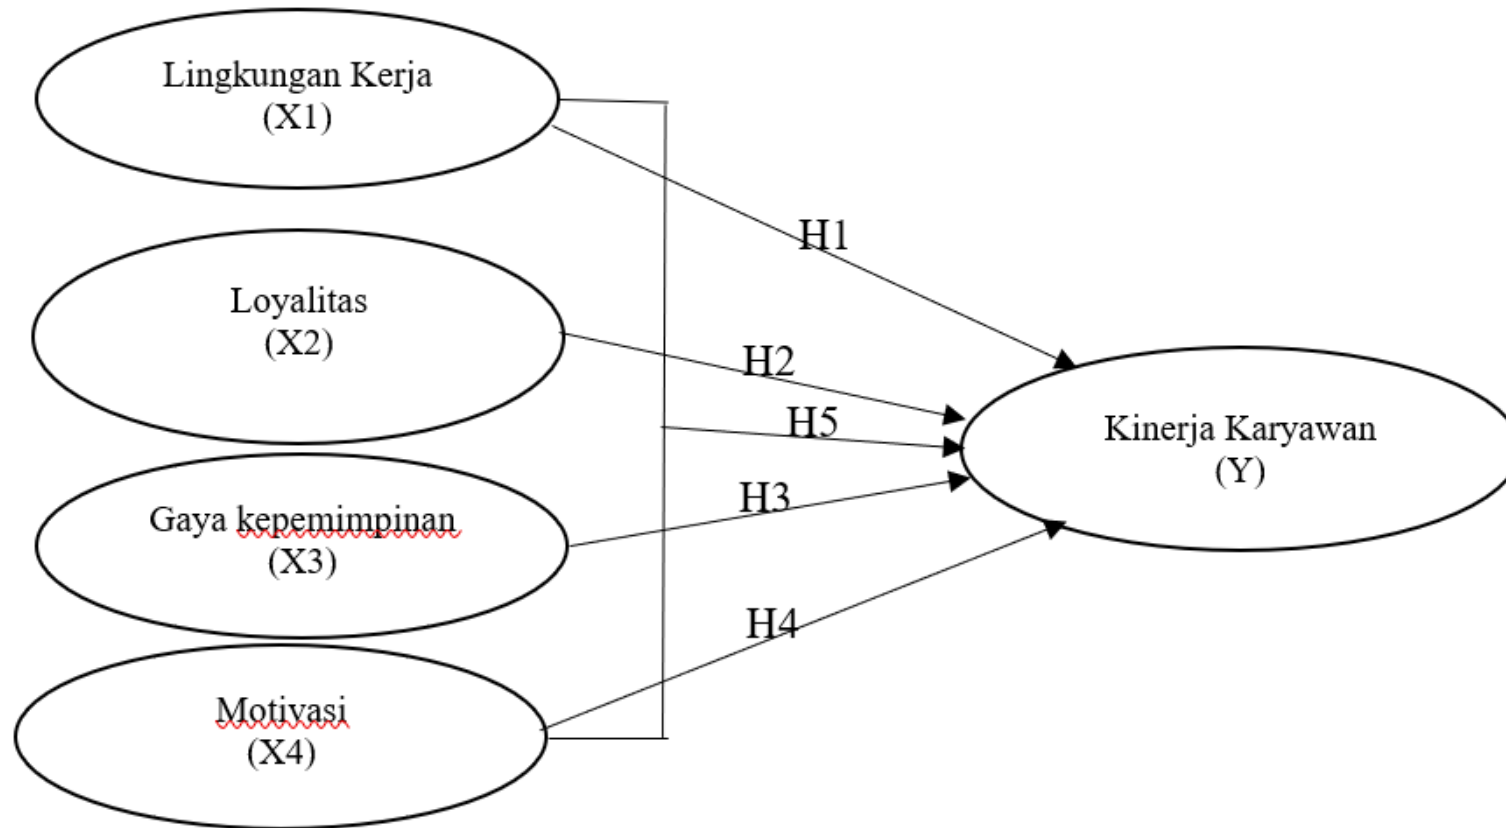 Lingkungan Kerja
(X1)
H1
Loyalitas
(X2)
H2
H5
Kinerja Karyawan
(Y)
H3
Gaya kepemimpinan
(X3)
H4
Motivasi
(X4)